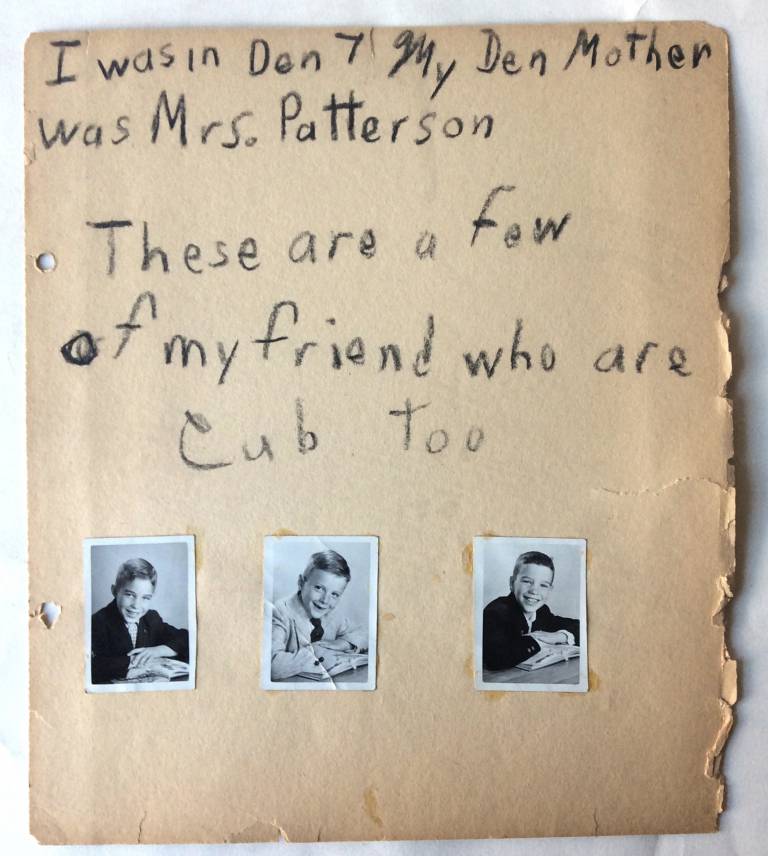 I was in Den 7 My Den Mother
was Mrs. Patterson
These are a few
of my friend who are
Cub too